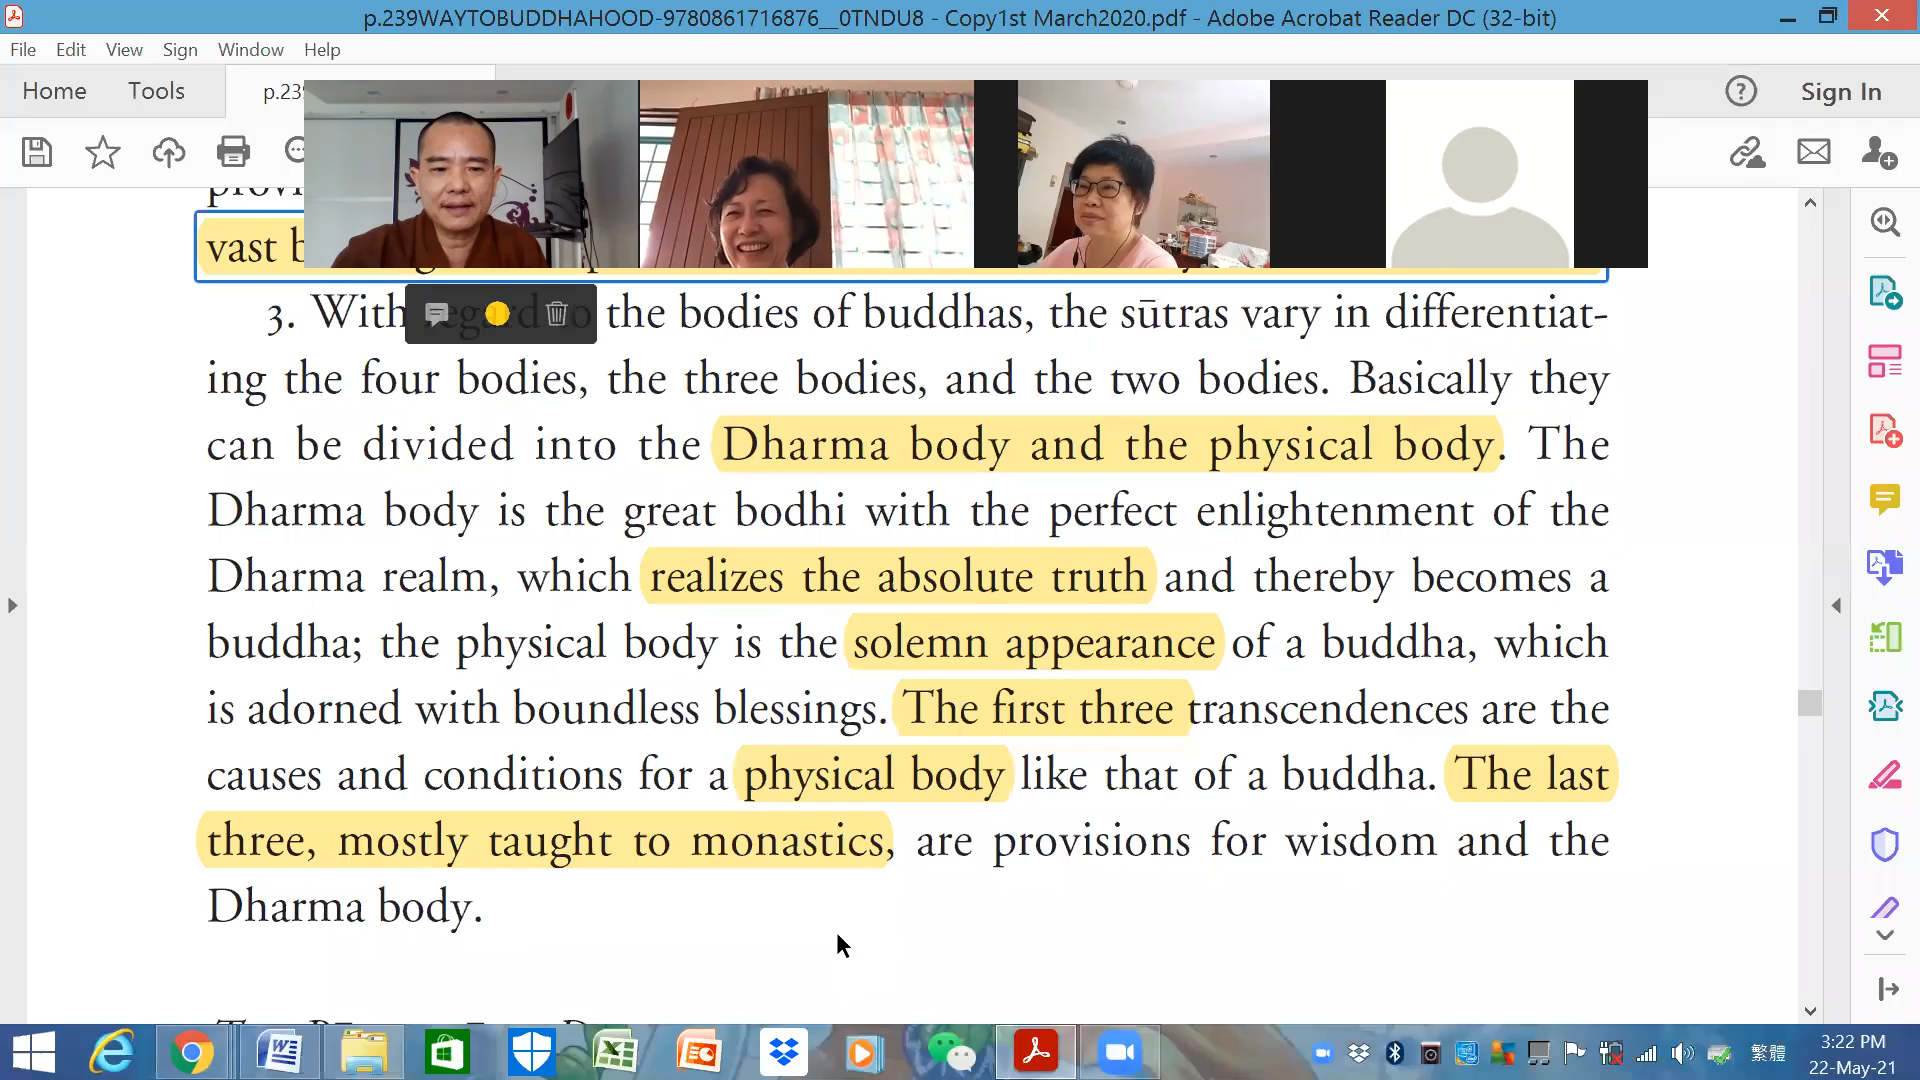 p.239WAYTOBUDDHAHOOD-9780861716876__0TNDU8 - Copy1st March2020.pdf - Adobe Acrobat Reader DC (32-bit)
File Edit View Sign Window Help
Home Tools p.239 Sign In
vast
3. With regard to the bodies of buddhas, the sūtras vary in differentiat-
ing the four bodies, the three bodies, and the two bodies. Basically they
can be divided into the Dharma body and the physical body. The
Dharma body is the great bodhi with the perfect enlightenment of the
Dharma realm, which realizes the absolute truth and thereby becomes a
buddha; the physical body is the solemn appearance of a buddha, which
is adorned with boundless blessings. The first three transcendences are the
causes and conditions for a physical body like that of a buddha. The last
three, mostly taught to monastics, are provisions for wisdom and the
Dharma body.
繁體
3:22 PM
22-May-21